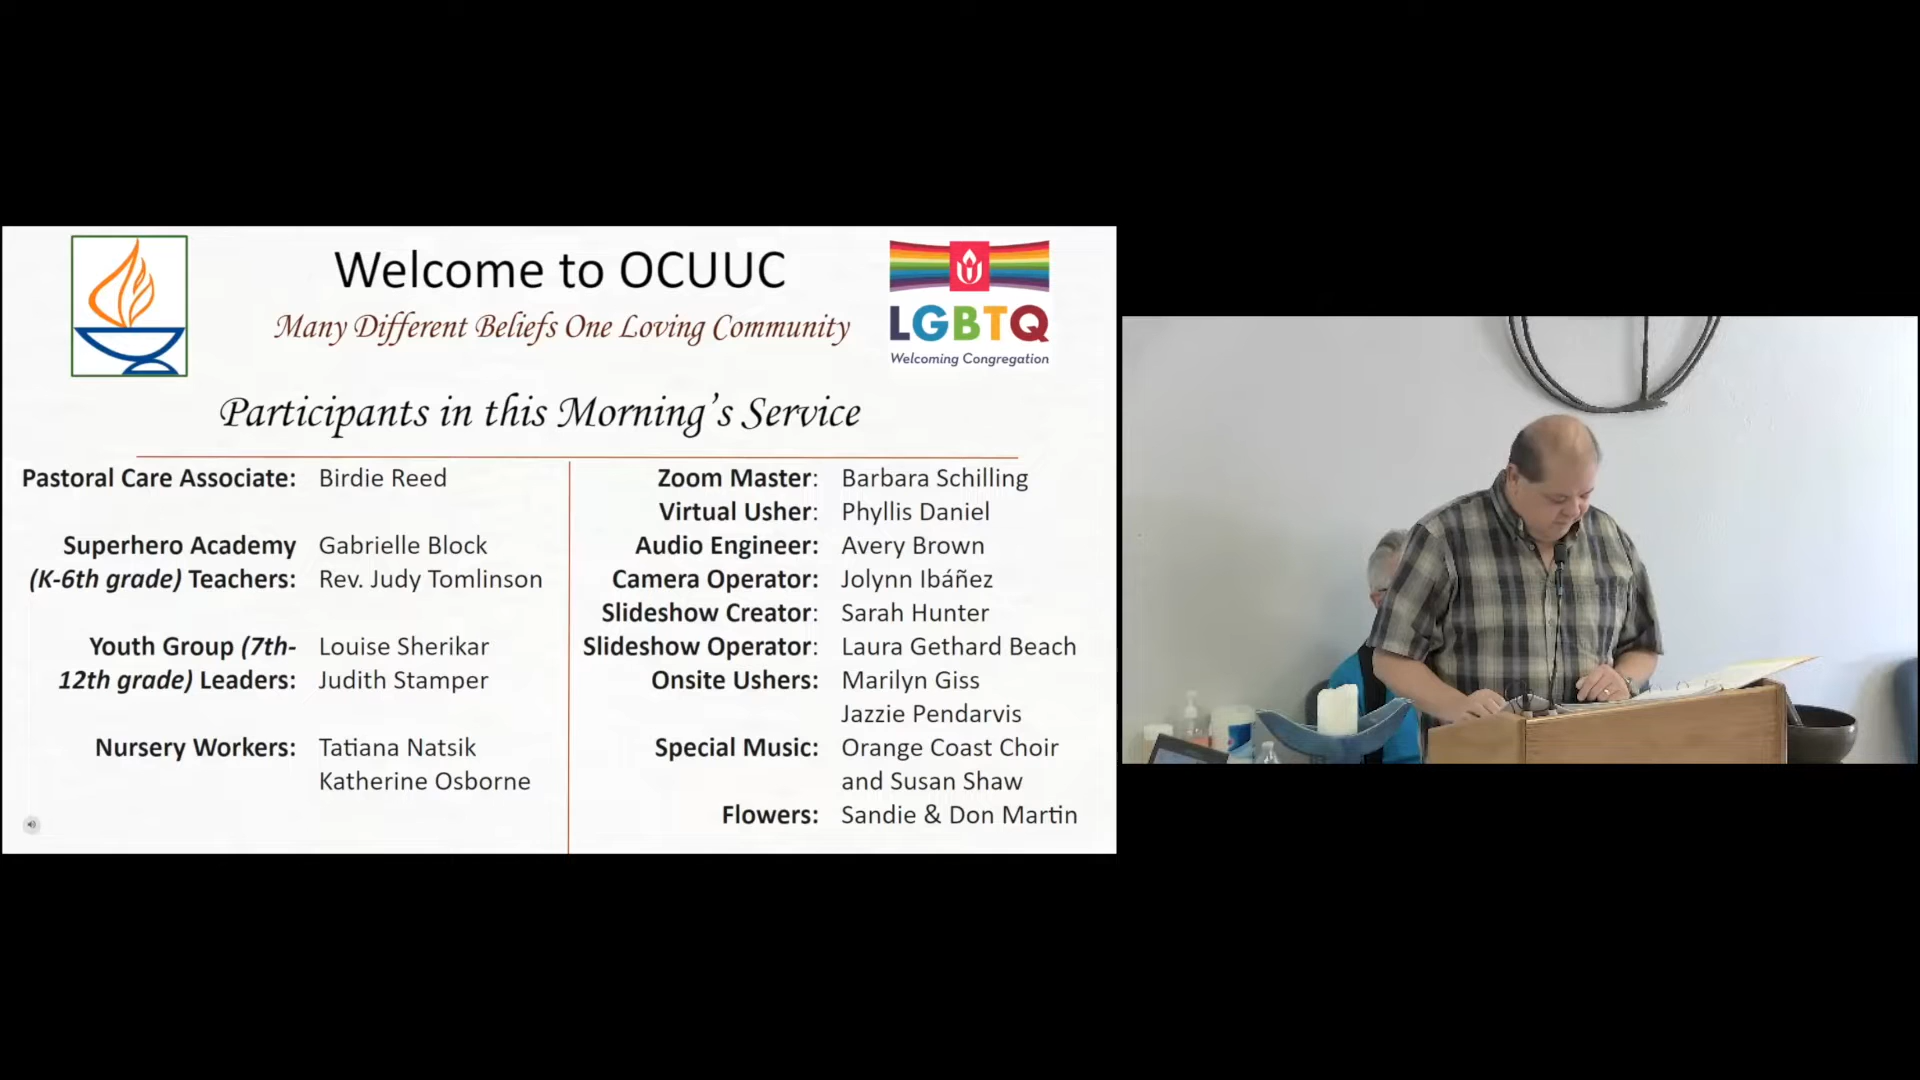 Welcome to OCUUC
Many Different Beliefs One Loving Community
LGBTQ
Welcoming Congregation
Participants in this Morning's Service
Pastoral Care Associate: Birdie Reed
Superhero Academy Gabrielle Block
(K-6th grade) Teachers: Rev. Judy Tomlinson
Youth Group (7th- Louise Sherikar
12th grade) Leaders: Judith Stamper
Nursery Workers: Tatiana Natsik
Katherine Osborne
Zoom Master: Barbara Schilling
Virtual Usher: Phyllis Daniel
Audio Engineer: Avery Brown
Camera Operator: Jolynn Ibáñez
Slideshow Creator: Sarah Hunter
Slideshow Operator: Laura Gethard Beach
Onsite Ushers: Marilyn Giss
Jazzie Pendarvis
Special Music: Orange Coast Choir
and Susan Shaw
Flowers: Sandie & Don Martin